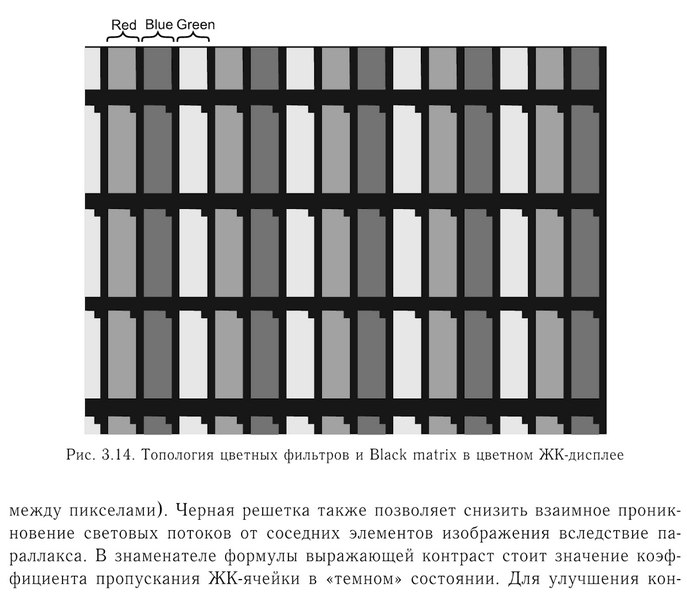 Red Blue Green
Рис. 3.14. Топология цветных фильтров и Black matrix в цветном ЖК-дисплее
между пикселами). Черная решетка также позволяет снизить взаимное проник-
новение световых потоков от соседних элементов изображения вследствие па-
раллакса. В знаменателе формулы выражающей контраст стоит значение коэф-
фициента пропускания ЖК-ячейки в «темном» состоянии. Для улучшения кон-